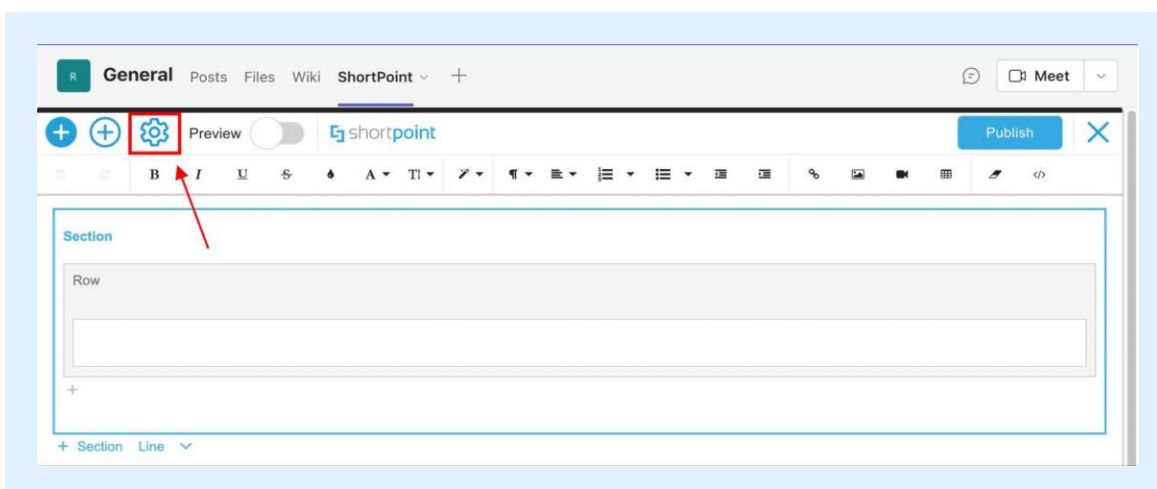 R General Posts Files Wiki ShortPoint Meet
Preview shortpoint Publish
B I U S A T!
Section
Row
+ Section Line